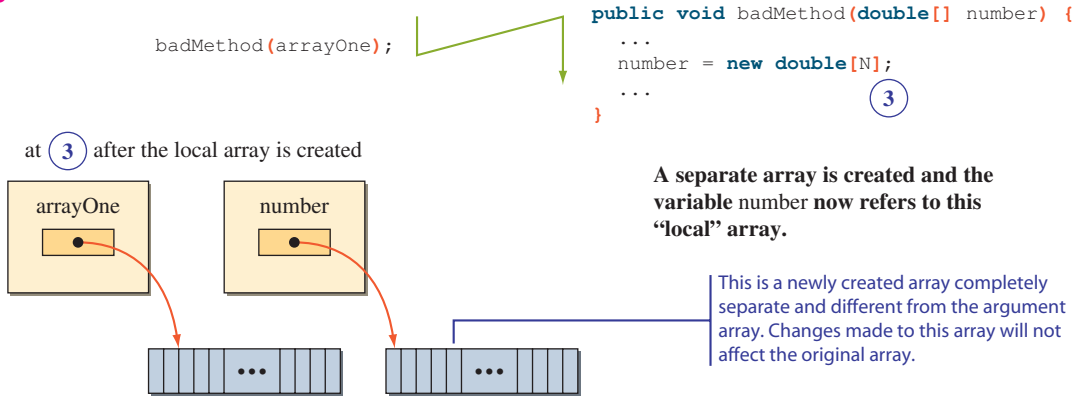 badMethod(arrayOne);
public void badMethod(double[] number) {
...
number = new double[N];
...
3
}
at 3 after the local array is created
arrayOne
number
A separate array is created and the
variable number now refers to this
“local” array.
This is a newly created array completely
separate and different from the argument
array. Changes made to this array will not
affect the original array.
•••
•••